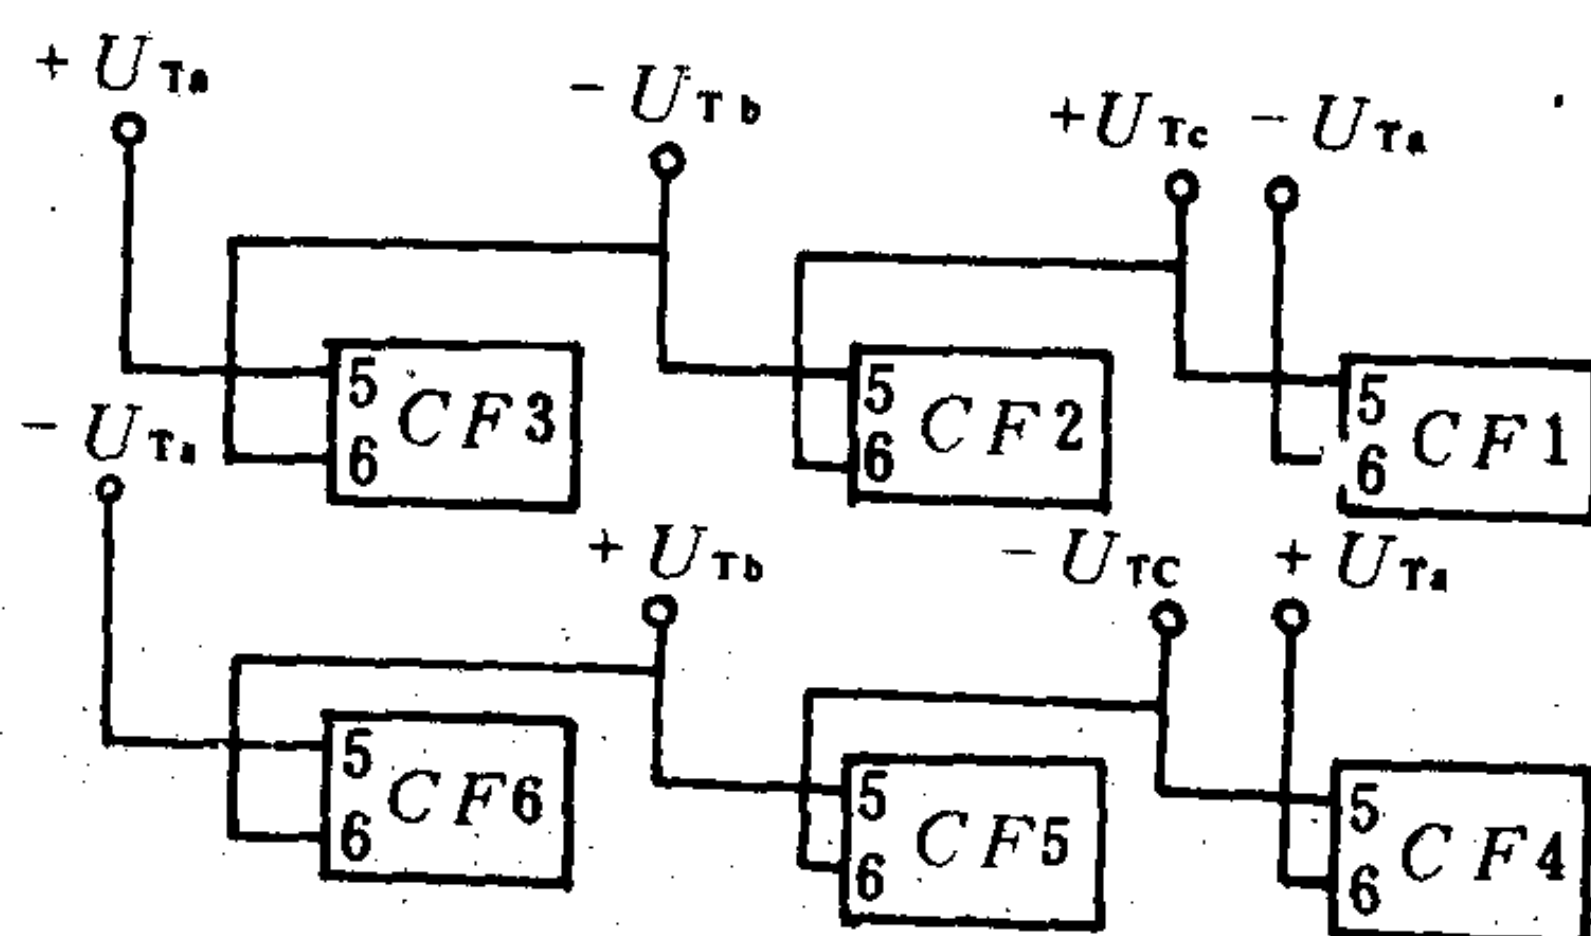 + U Ta
- U Tb
+U Tc - U Ta
5 CF3
6
5 CF2
6
5 CF1
6
- U Ta
+ U Tb
- U TC
+ U Ta
5 CF6
6
5 CF5
6
5 CF4
6